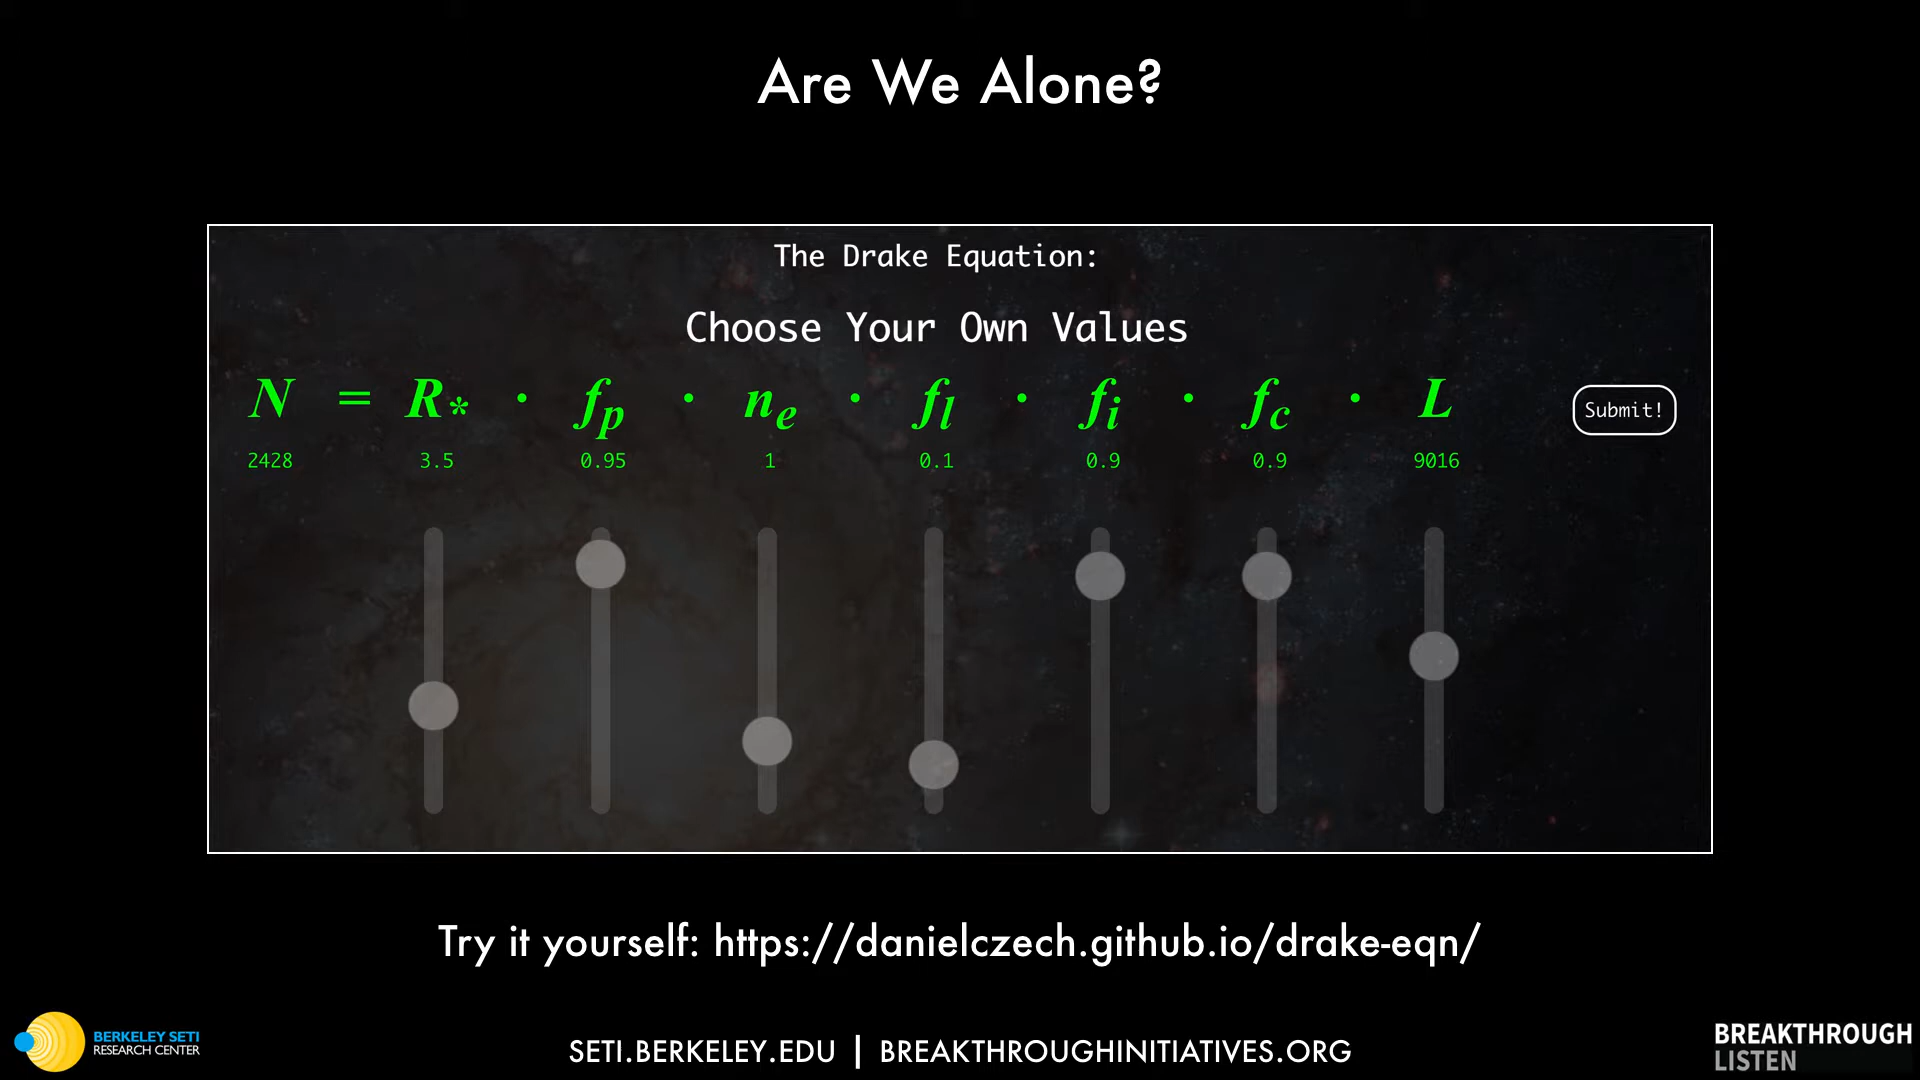 Are We Alone?
The Drake Equation:
Choose Your Own Values
N = R* · fp · ne · fl · fi · fc · L
Submit!
2428 3.5 0.95 1 0.1 0.9 0.9 9016
Try it yourself: https://danielczech.github.io/drake-eqn/
BERKELEY SETI
RESEARCH CENTER
SETI.BERKELEY.EDU | BREAKTHROUGHINITIATIVES.ORG
BREAKTHROUGH
LISTEN